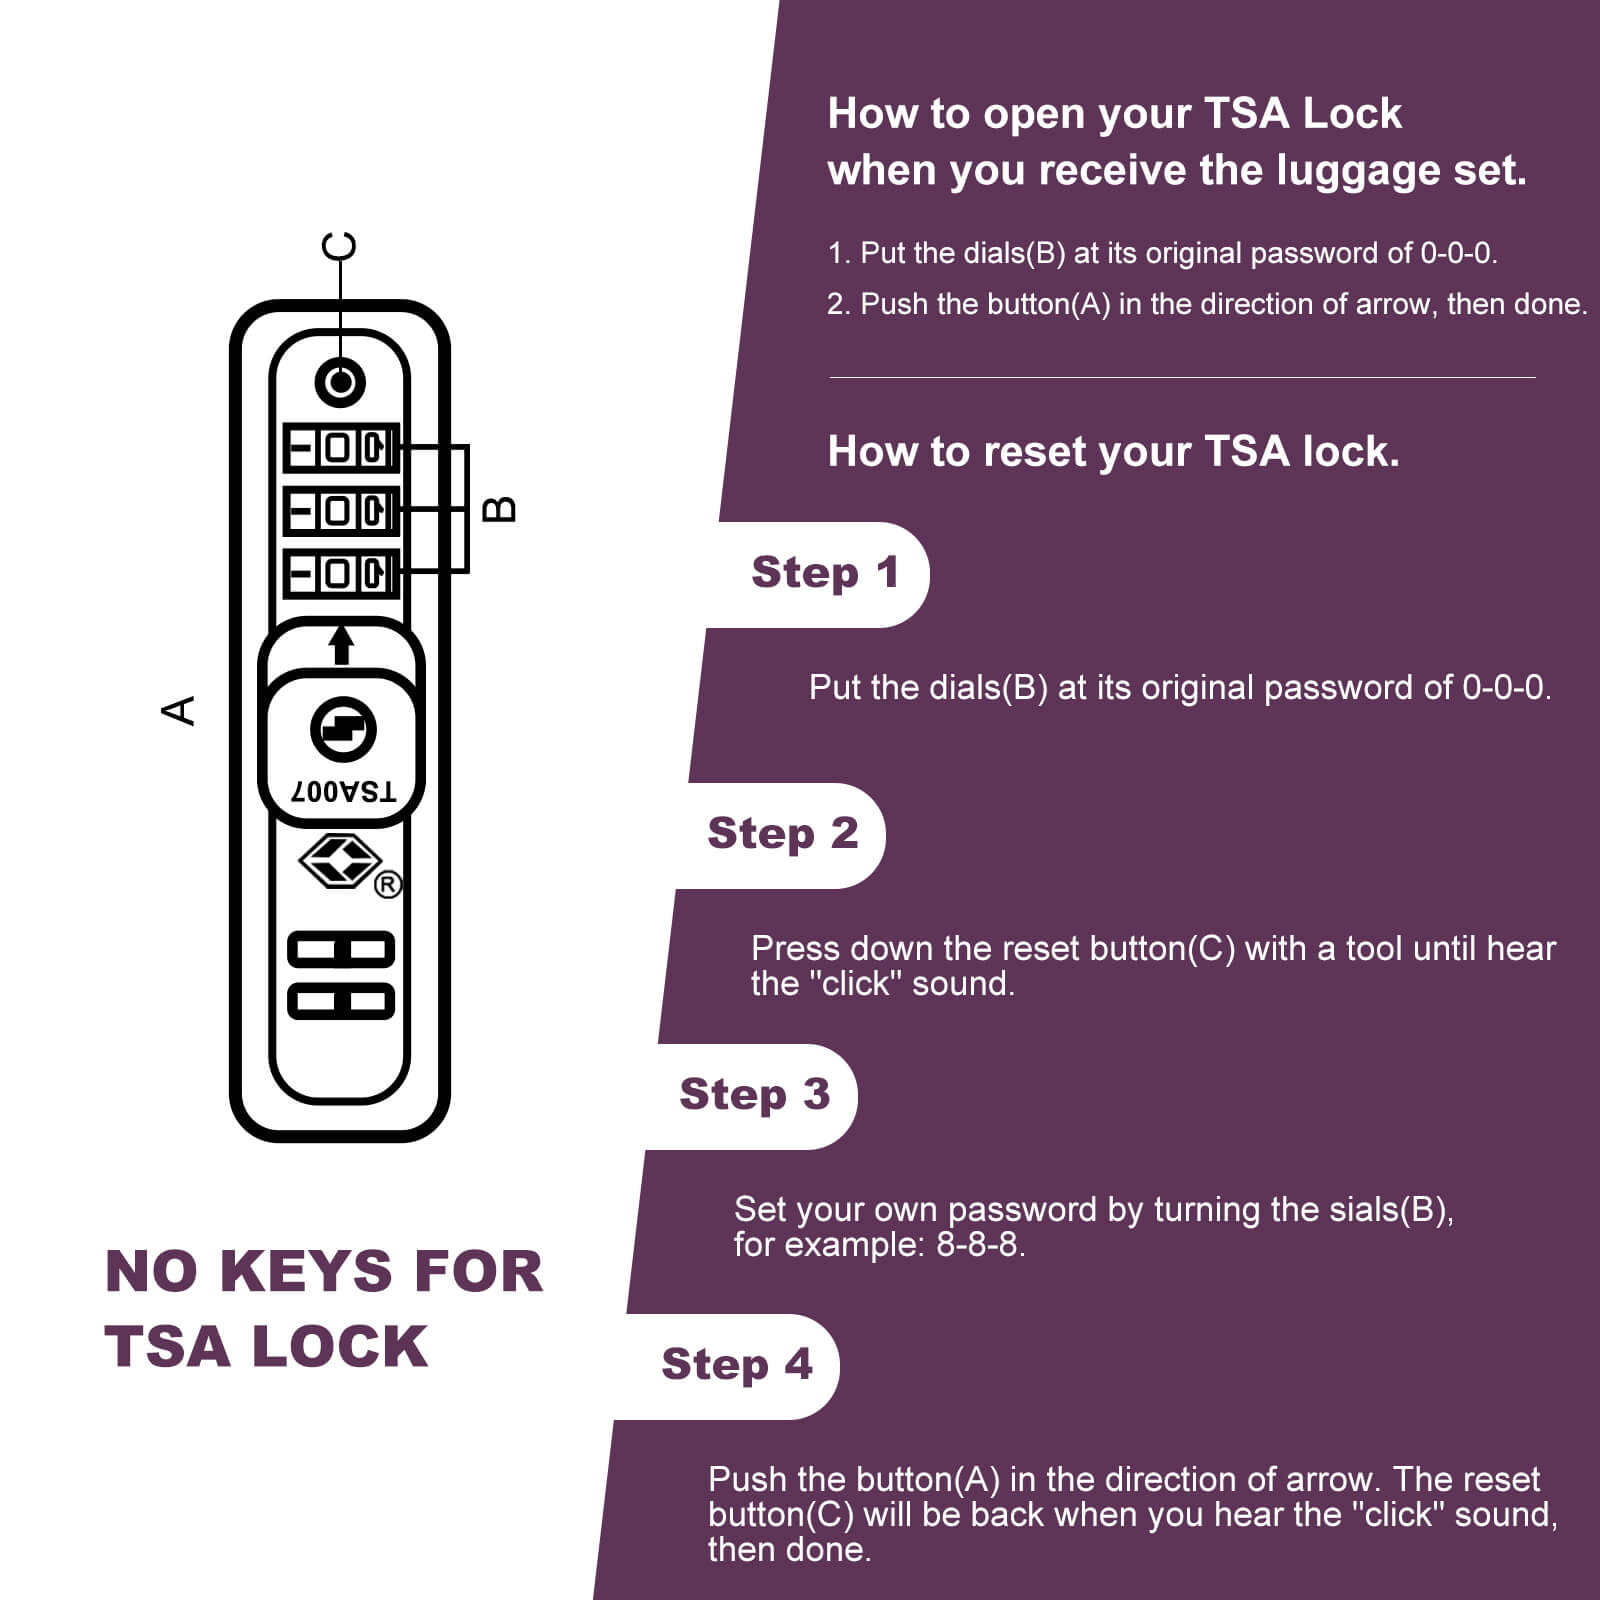 How to open your TSA Lock
when you receive the luggage set.
1. Put the dials(B) at its original password of 0-0-0.
2. Push the button(A) in the direction of arrow, then done.
How to reset your TSA lock.
Step 1
Put the dials(B) at its original password of 0-0-0.
Step 2
Press down the reset button(C) with a tool until hear
the "click" sound.
Step 3
Set your own password by turning the sials(B),
for example: 8-8-8.
Step 4
Push the button(A) in the direction of arrow. The reset
button(C) will be back when you hear the "click" sound,
then done.
C
B
A
0
0
0
TSA007
®
NO KEYS FOR
TSA LOCK